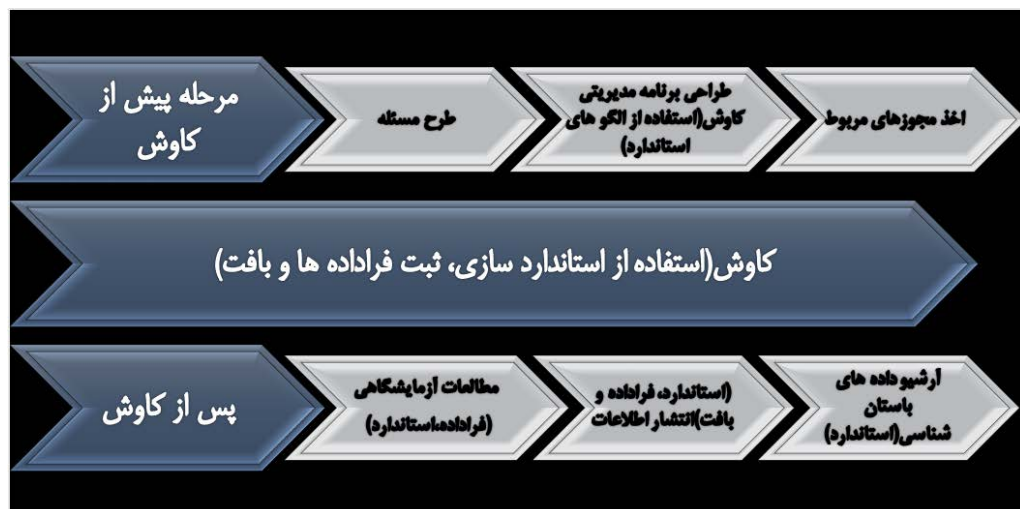 مرحله پیش از
کاوش
طرح مسئله
طراحی برنامه مدیریتی
کاوش(استفاده از الگو های
استاندارد)
اخذ مجوزهای مربوط
کاوش(استفاده از استاندارد سازی، ثبت فراداده ها و بافت)
پس از کاوش
مطالعات آزمایشگاهی
(فراداده،استاندارد)
(استاندارد، فراداده و
بافت)انتشار اطلاعات
آرشیو داده های
باستان
شناسی(استاندارد)